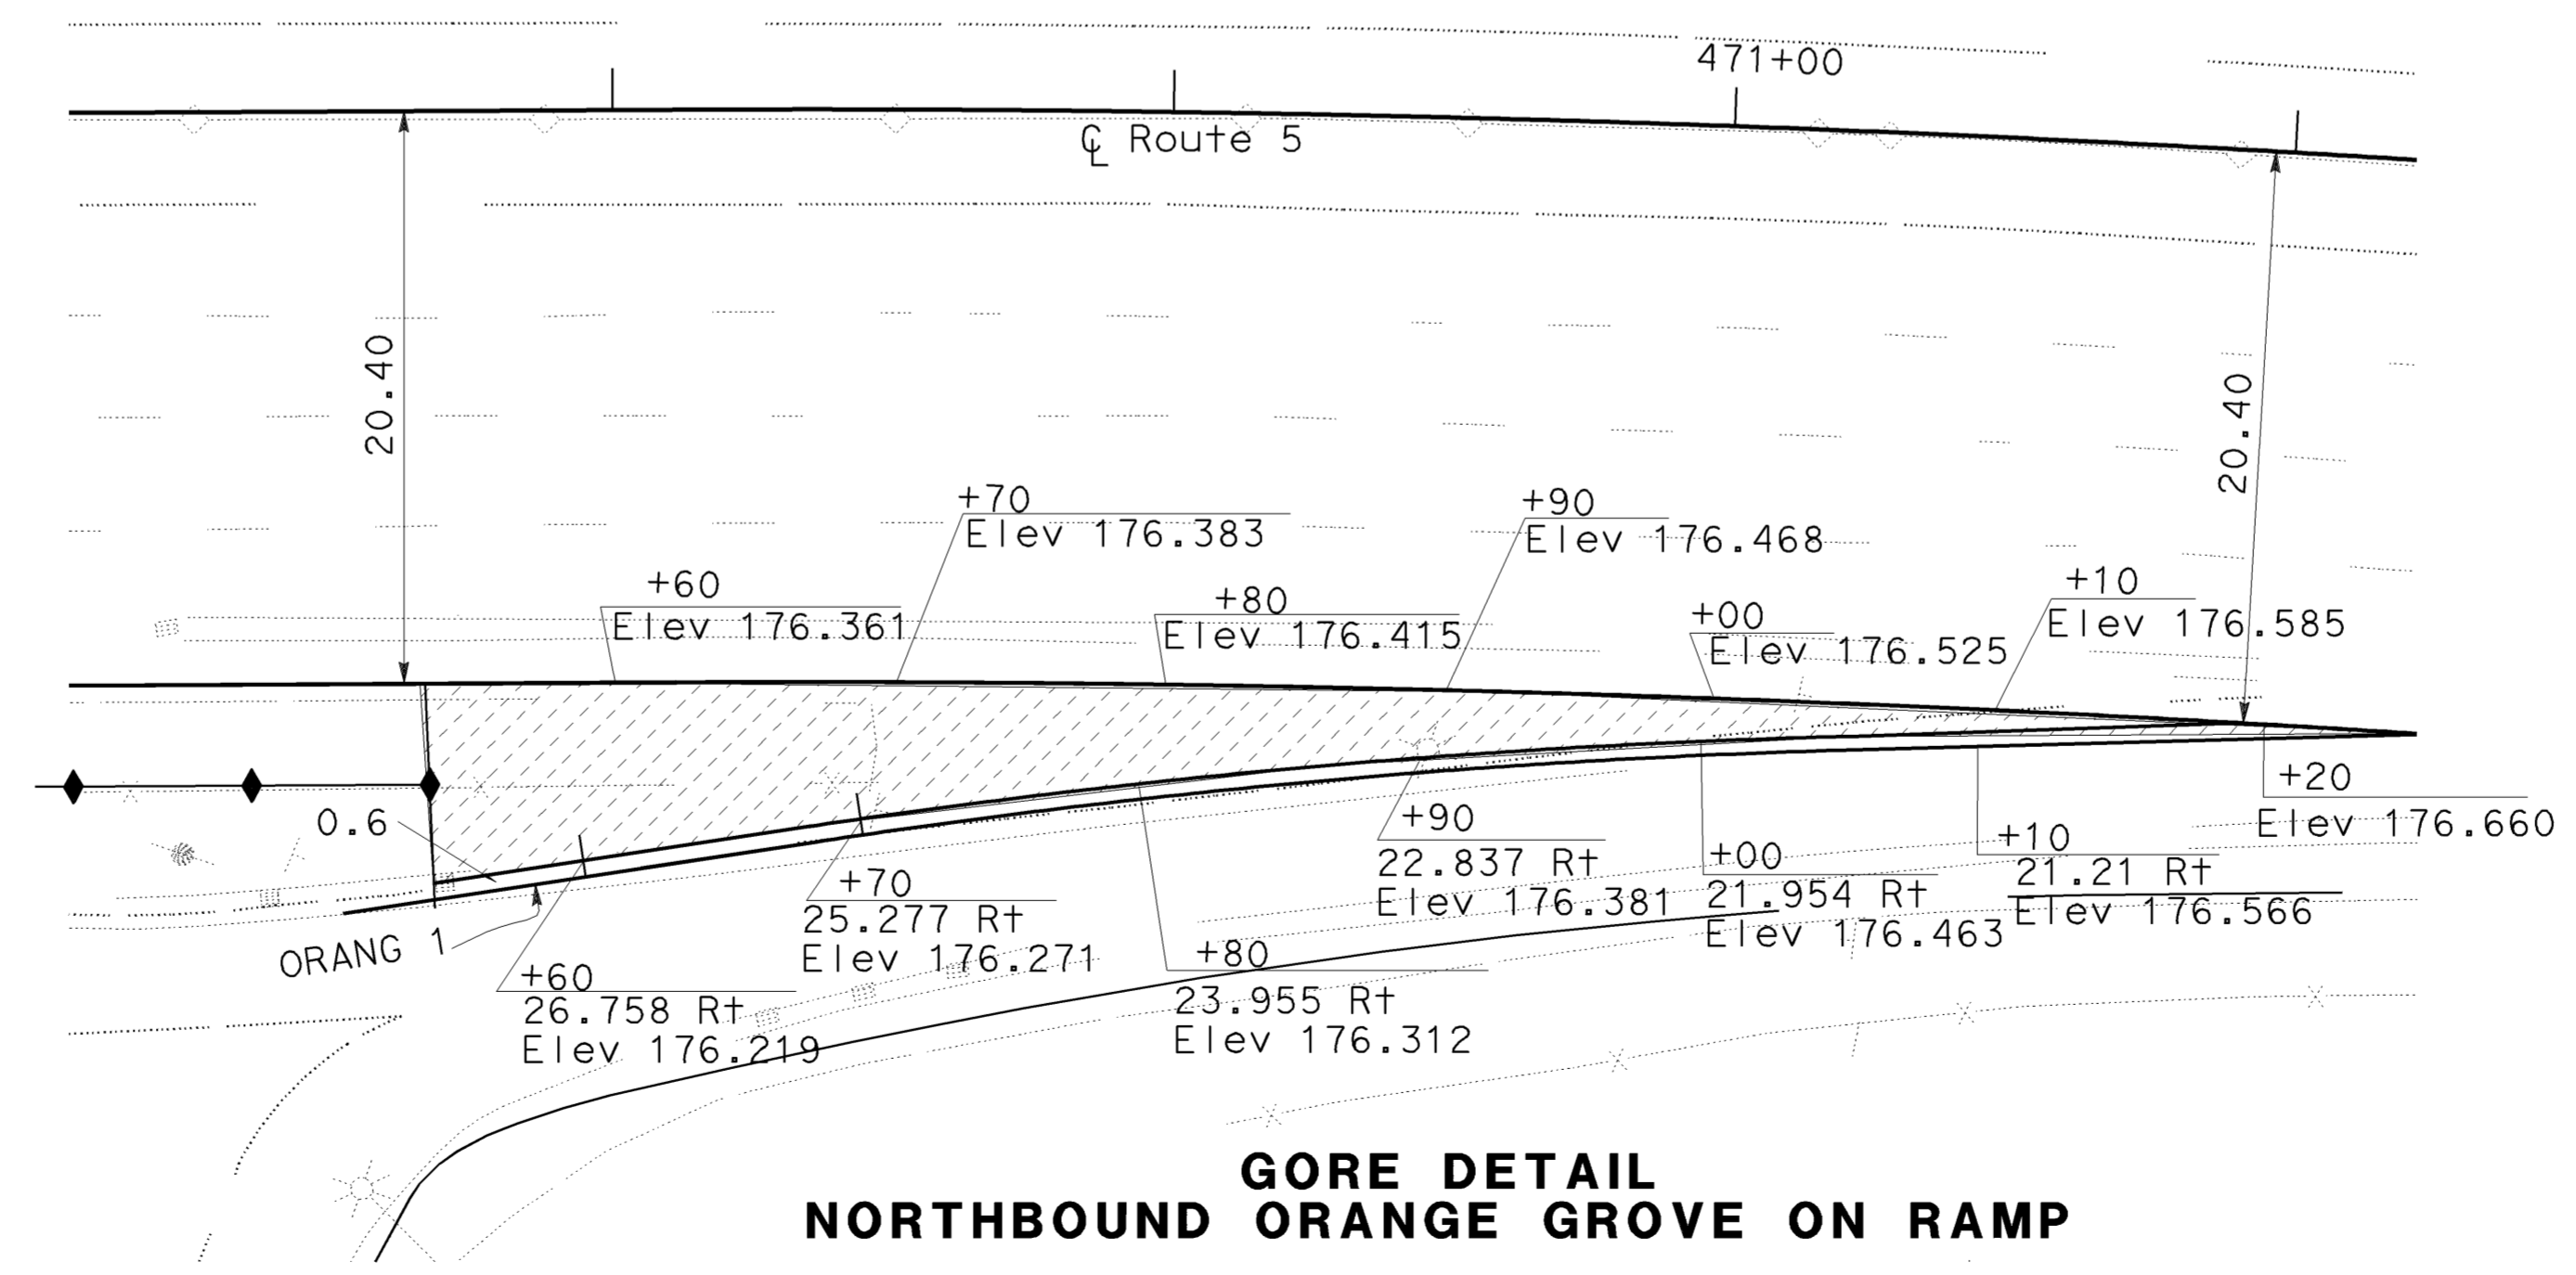 471+00
℄ Route 5
20.40
20.40
+70
Elev 176.383
+90
Elev 176.468
+60
Elev 176.361
+80
Elev 176.415
+00
Elev 176.525
+10
Elev 176.585
0.6
+20
Elev 176.660
+90
22.837 Rt
Elev 176.381
+00
21.954 Rt
Elev 176.463
+10
21.21 Rt
Elev 176.566
+70
25.277 Rt
Elev 176.271
ORANG 1
+80
23.955 Rt
Elev 176.312
+60
26.758 Rt
Elev 176.219
GORE DETAIL
NORTHBOUND ORANGE GROVE ON RAMP